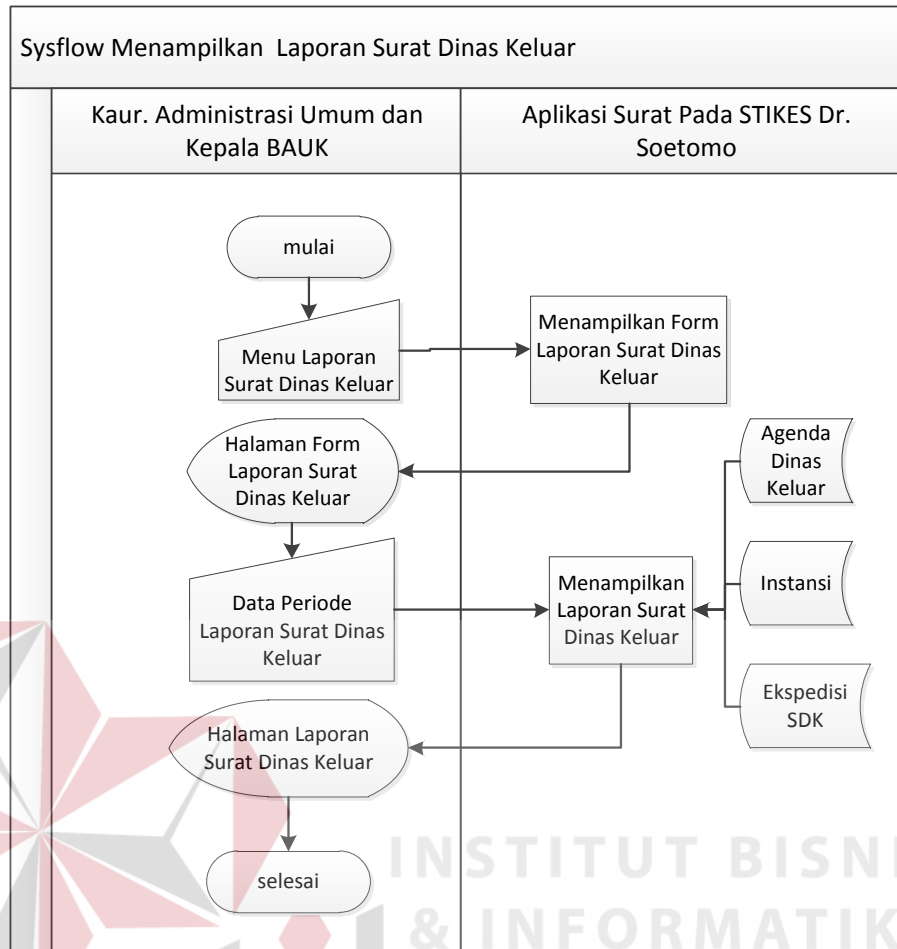 Sysflow Menampilkan Laporan Surat Dinas Keluar
Kaur. Administrasi Umum dan
Kepala BAUK
Aplikasi Surat Pada STIKES Dr.
Soetomo
mulai
Menu Laporan
Surat Dinas Keluar
Menampilkan Form
Laporan Surat Dinas
Keluar
Halaman Form
Laporan Surat
Dinas Keluar
Agenda
Dinas
Keluar
Data Periode
Laporan Surat Dinas
Keluar
Menampilkan
Laporan Surat
Dinas Keluar
Instansi
Ekspedisi
SDK
Halaman Laporan
Surat Dinas Keluar
selesai
INSTITUT BISNI
& INFORMATIK